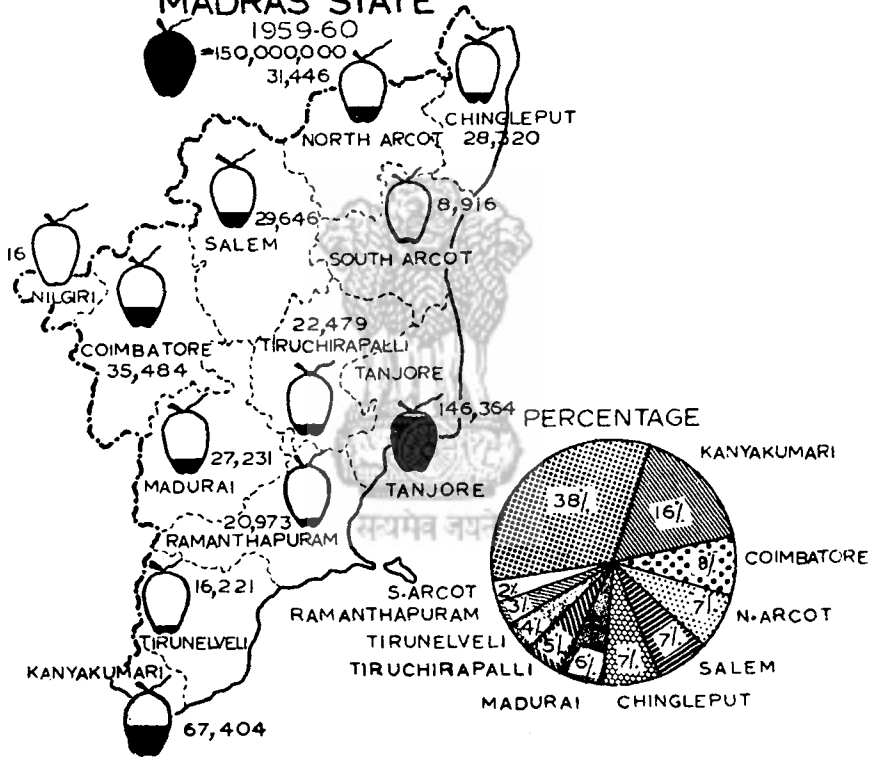 MADRAS STATE
1959-60
=150,000,000
31,446
NORTH ARCOT
CHINGLEPUT
28,320
29,646
SALEM
8,916
SOUTH ARCOT
16
NILGIRI
COIMBATORE
35,484
22,479
TIRUCHIRAPALLI
TANJORE
146,364
TANJORE
27,231
MADURAI
20,973
RAMANTHAPURAM
16,221
TIRUNELVELI
KANYAKUMARI
67,404
PERCENTAGE
KANYAKUMARI
38%
16%
COIMBATORE
8%
N.ARCOT
7%
SALEM
7%
CHINGLEPUT
7%
MADURAI
6%
TIRUCHIRAPALLI
5%
TIRUNELVELI
4%
RAMANTHAPURAM
3%
S.ARCOT
2%
सत्यमेव जयते